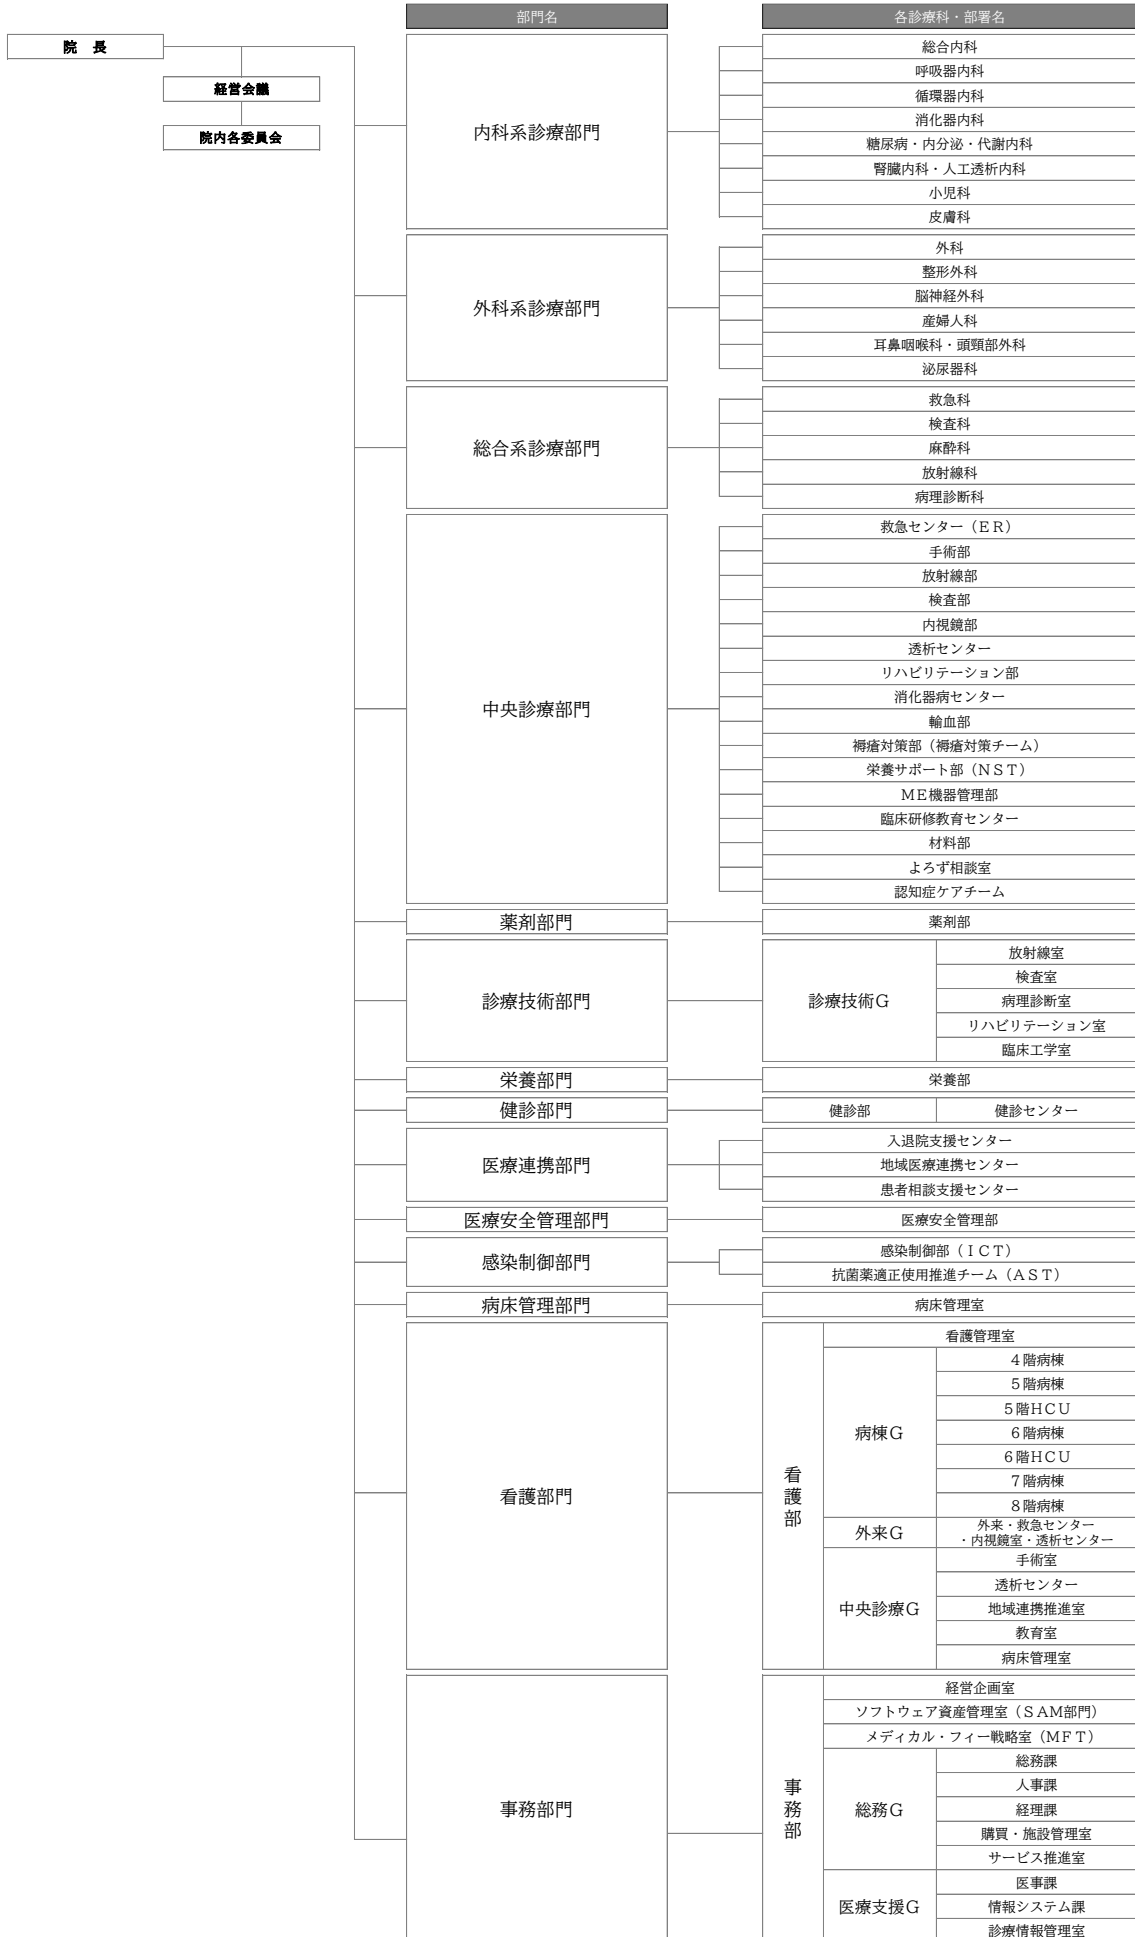 部門名
各診療科・部署名
院　長
経営会議
院内各委員会
内科系診療部門
総合内科
呼吸器内科
循環器内科
消化器内科
糖尿病・内分泌・代謝内科
腎臓内科・人工透析内科
小児科
皮膚科
外科系診療部門
外科
整形外科
脳神経外科
産婦人科
耳鼻咽喉科・頭頸部外科
泌尿器科
総合系診療部門
救急科
検査科
麻酔科
放射線科
病理診断科
中央診療部門
救急センター（ＥＲ）
手術部
放射線部
検査部
内視鏡部
透析センター
リハビリテーション部
消化器病センター
輸血部
褥瘡対策部（褥瘡対策チーム）
栄養サポート部（ＮＳＴ）
ＭＥ機器管理部
臨床研修教育センター
材料部
よろず相談室
認知症ケアチーム
薬剤部門
薬剤部
診療技術部門
診療技術G
放射線室
検査室
病理診断室
リハビリテーション室
臨床工学室
栄養部門
栄養部
健診部門
健診部
健診センター
医療連携部門
入退院支援センター
地域医療連携センター
患者相談支援センター
医療安全管理部門
医療安全管理部
感染制御部門
感染制御部（ＩＣＴ）
抗菌薬適正使用推進チーム（ＡＳＴ）
病床管理部門
病床管理室
看護部門
看護部
看護管理室
病棟G
４階病棟
５階病棟
５階ＨＣＵ
６階病棟
６階ＨＣＵ
７階病棟
８階病棟
外来G
外来・救急センター
・内視鏡室・透析センター
中央診療G
手術室
透析センター
地域連携推進室
教育室
病床管理室
事務部門
事務部
経営企画室
ソフトウェア資産管理室（ＳＡＭ部門）
メディカル・フィー戦略室（ＭＦＴ）
総務G
総務課
人事課
経理課
購買・施設管理室
サービス推進室
医療支援G
医事課
情報システム課
診療情報管理室